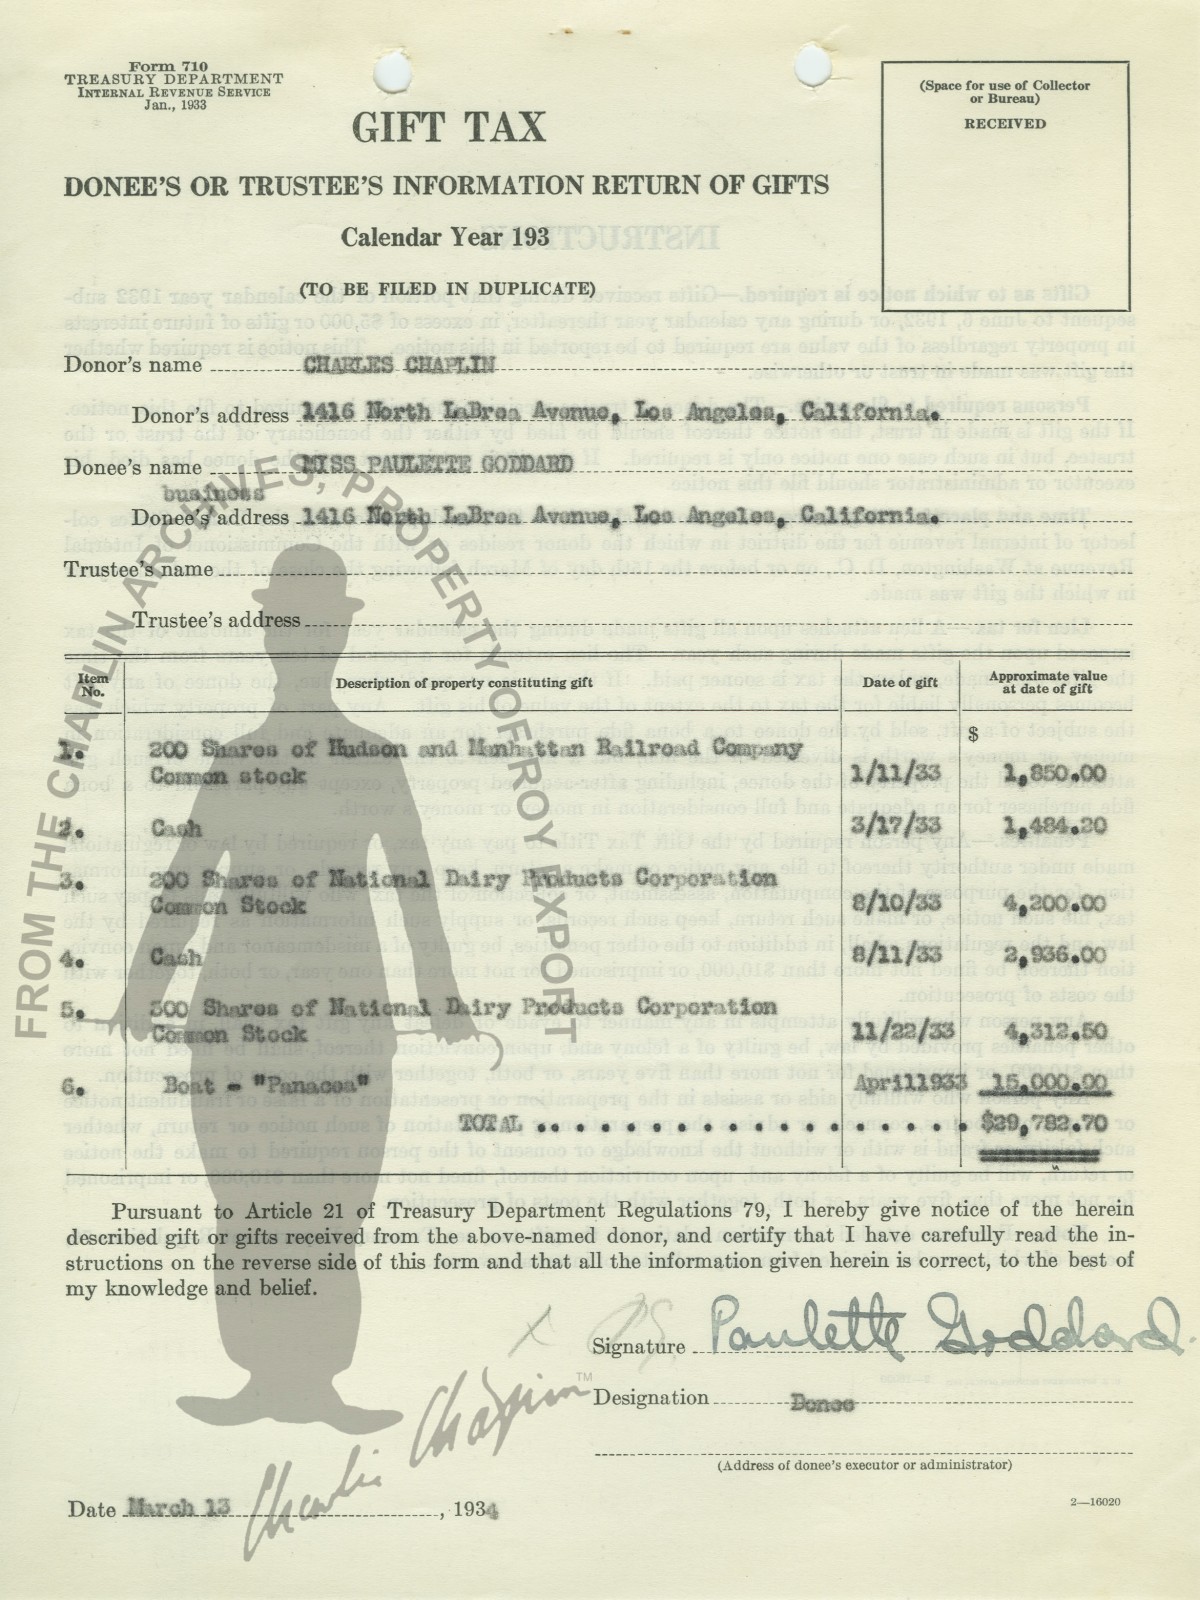 Form 710
TREASURY DEPARTMENT
INTERNAL REVENUE SERVICE
Jan., 1933
(Space for use of Collector
or Bureau)
RECEIVED
GIFT TAX
DONEE'S OR TRUSTEE'S INFORMATION RETURN OF GIFTS
Calendar Year 193
(TO BE FILED IN DUPLICATE)
Donor's name CHARLES CHAPLIN
Donor's address 1416 North LaBrea Avenue, Los Angeles, California.
Donee's name MISS PAULETTE GODDARD
business
Donee's address 1416 North LaBrea Avenue, Los Angeles, California.
Trustee's name
Trustee's address
Item No. Description of property constituting gift Date of gift Approximate value at date of gift
$
1. 200 Shares of Hudson and Manhattan Railroad Company
Common stock 1/11/33 1,850.00
2. Cash 3/17/33 1,484.20
3. 200 Shares of National Dairy Products Corporation
Common Stock 8/10/33 4,200.00
4. Cash 8/11/33 2,936.00
5. 300 Shares of National Dairy Products Corporation
Common Stock 11/22/33 4,312.50
6. Boat - "Panacea" April1933 15,000.00
TOTAL . . . . . . . . . . . . . . . . . . . $29,782.70
Pursuant to Article 21 of Treasury Department Regulations 79, I hereby give notice of the herein
described gift or gifts received from the above-named donor, and certify that I have carefully read the in-
structions on the reverse side of this form and that all the information given herein is correct, to the best of
my knowledge and belief.
Signature Paulette Goddard
Designation Donee
(Address of donee's executor or administrator)
Date March 13, 1934
2—16020
FROM THE CHAPLIN ARCHIVES, PROPERTY OF ROY EXPORT
Charlie Chaplin™